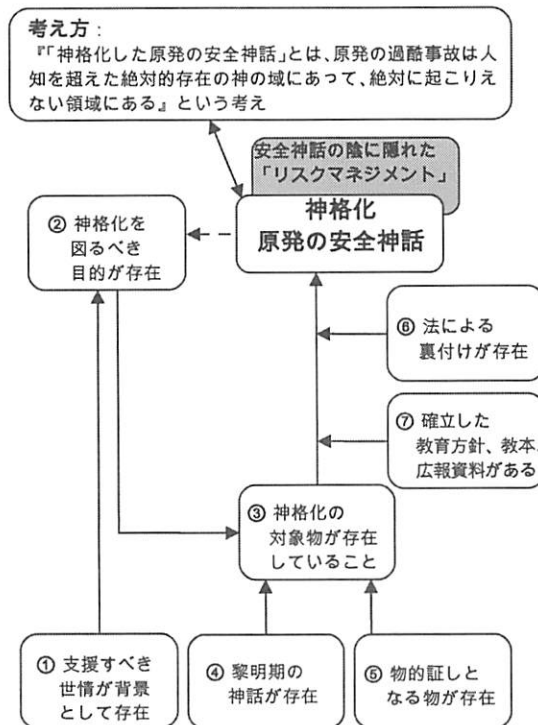 考え方：
『「神格化した原発の安全神話」とは、原発の過酷事故は人
知を超えた絶対的存在の神の域にあって、絶対に起こりえ
ない領域にある』という考え
安全神話の陰に隠れた
「リスクマネジメント」
神格化
原発の安全神話
② 神格化を
図るべき
目的が存在
⑥ 法による
裏付けが存在
⑦ 確立した
教育方針、教本、
広報資料がある
③ 神格化の
対象物が存在
していること
① 支援すべき
世情が背景
として存在
④ 黎明期の
神話が存在
⑤ 物的証しと
なる物が存在